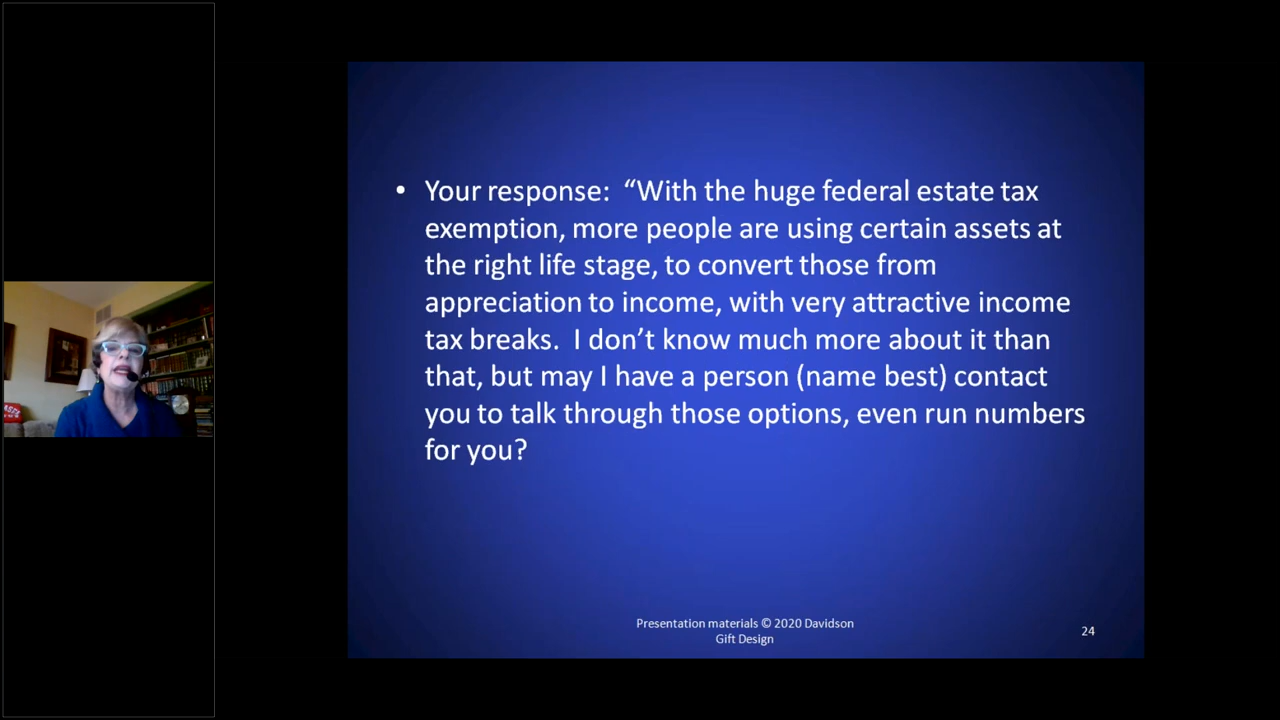 • Your response: “With the huge federal estate tax
exemption, more people are using certain assets at
the right life stage, to convert those from
appreciation to income, with very attractive income
tax breaks. I don’t know much more about it than
that, but may I have a person (name best) contact
you to talk through those options, even run numbers
for you?
Presentation materials © 2020 Davidson
Gift Design
24